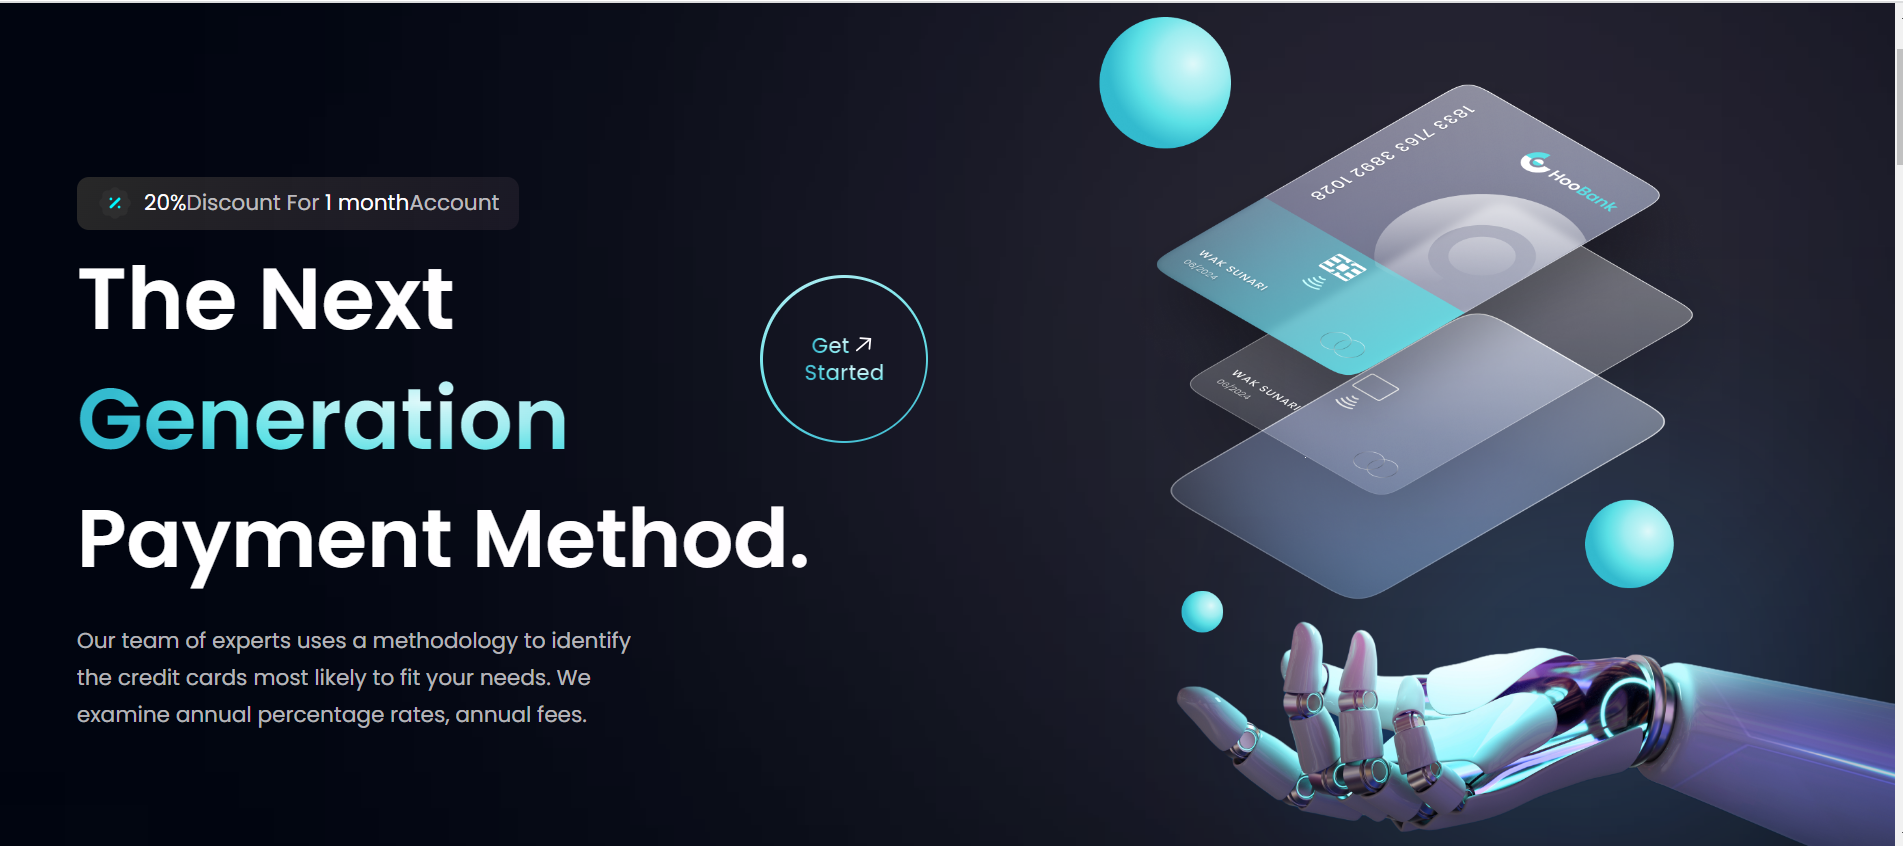 20%Discount For 1 monthAccount
The Next
Generation
Payment Method.
Get
Started
Our team of experts uses a methodology to identify
the credit cards most likely to fit your needs. We
examine annual percentage rates, annual fees.
1833 7163 3892 1028
HooBank
WAK SUNARI
08/2024
WAK SUNARI
08/2024